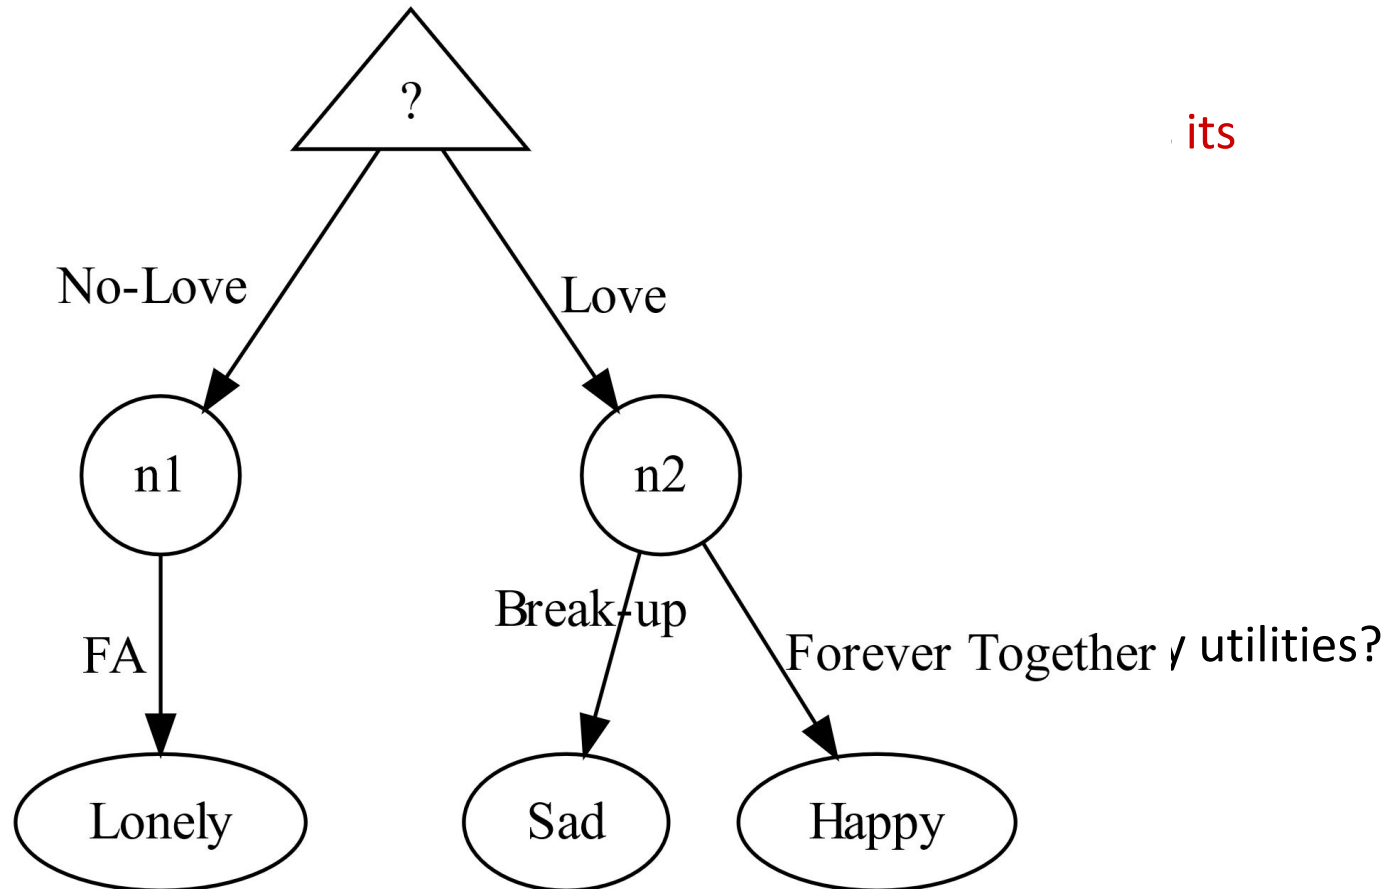 ?
its
No-Love
Love
n1
n2
Break-up
FA
Forever Together
utilities?
Lonely
Sad
Happy